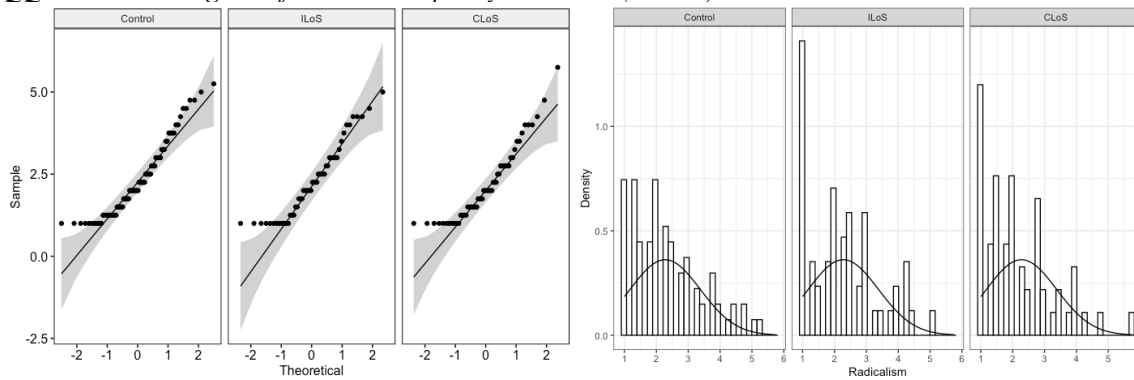 Control ILoS CLoS
5.0
2.5
0.0
-2.5
Sample
-2 -1 0 1 2 -2 -1 0 1 2 -2 -1 0 1 2
Theoretical
Control ILoS CLoS
1.0
0.5
0.0
Density
1 2 3 4 5 6 1 2 3 4 5 6 1 2 3 4 5
Radicalism